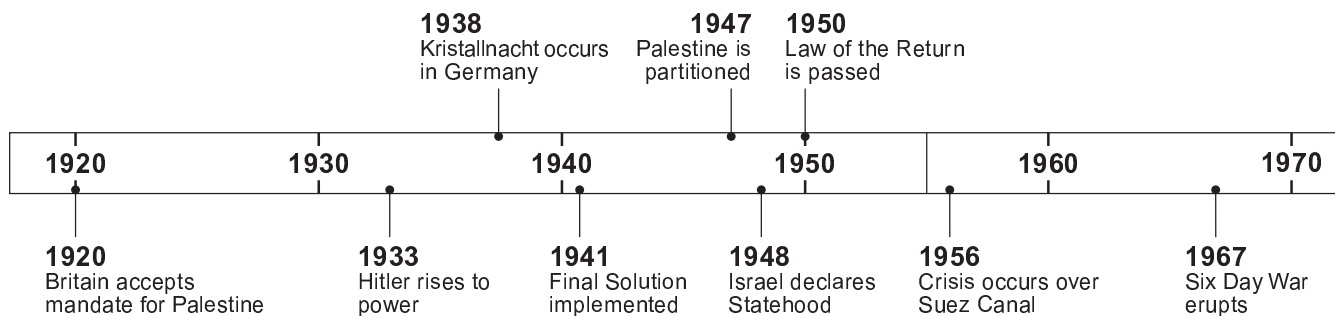 1938
Kristallnacht occurs
in Germany
1947
Palestine is
partitioned
1950
Law of the Return
is passed
1920
1930
1940
1950
1960
1970
1920
Britain accepts
mandate for Palestine
1933
Hitler rises to
power
1941
Final Solution
implemented
1948
Israel declares
Statehood
1956
Crisis occurs over
Suez Canal
1967
Six Day War
erupts